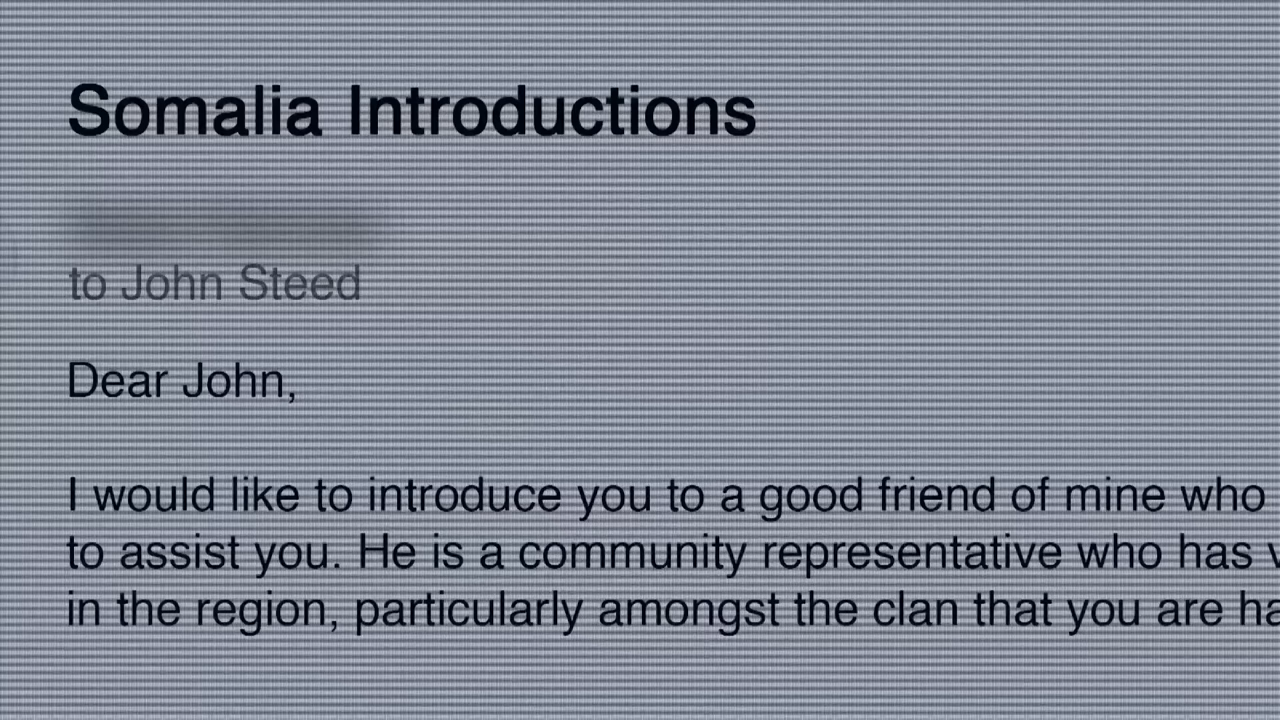 Somalia Introductions
to John Steed
Dear John,
I would like to introduce you to a good friend of mine who
to assist you. He is a community representative who has
in the region, particularly amongst the clan that you are